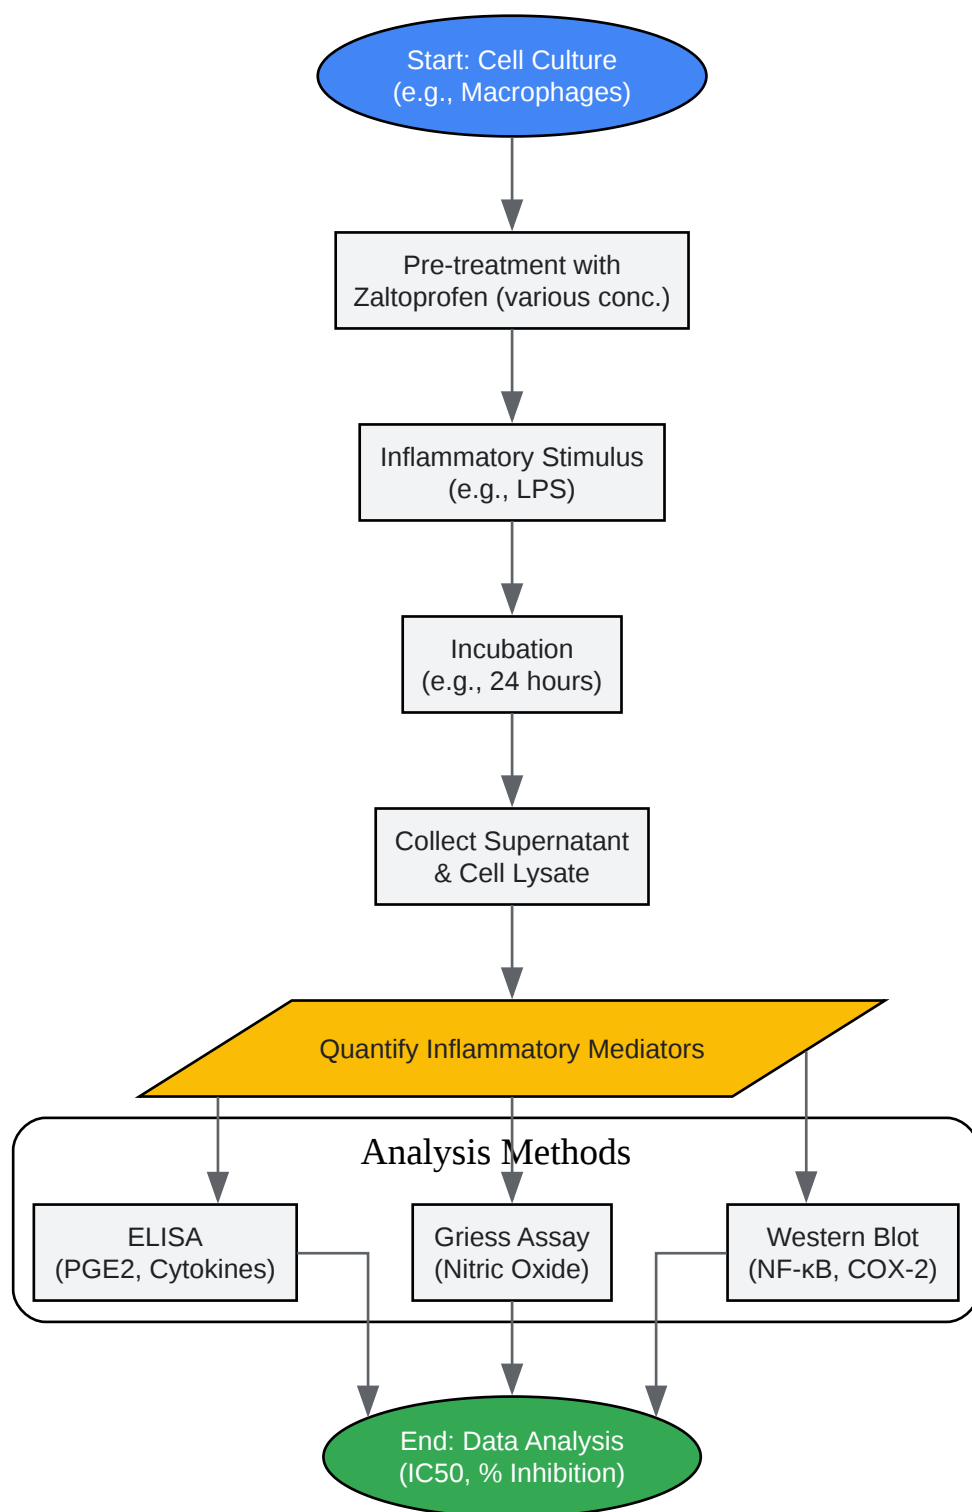 Start: Cell Culture
(e.g., Macrophages)
Pre-treatment with
Zaltoprofen (various conc.)
Inflammatory Stimulus
(e.g., LPS)
Incubation
(e.g., 24 hours)
Collect Supernatant
& Cell Lysate
Quantify Inflammatory Mediators
Analysis Methods
ELISA
(PGE2, Cytokines)
Griess Assay
(Nitric Oxide)
Western Blot
(NF-κB, COX-2)
End: Data Analysis
(IC50, % Inhibition)